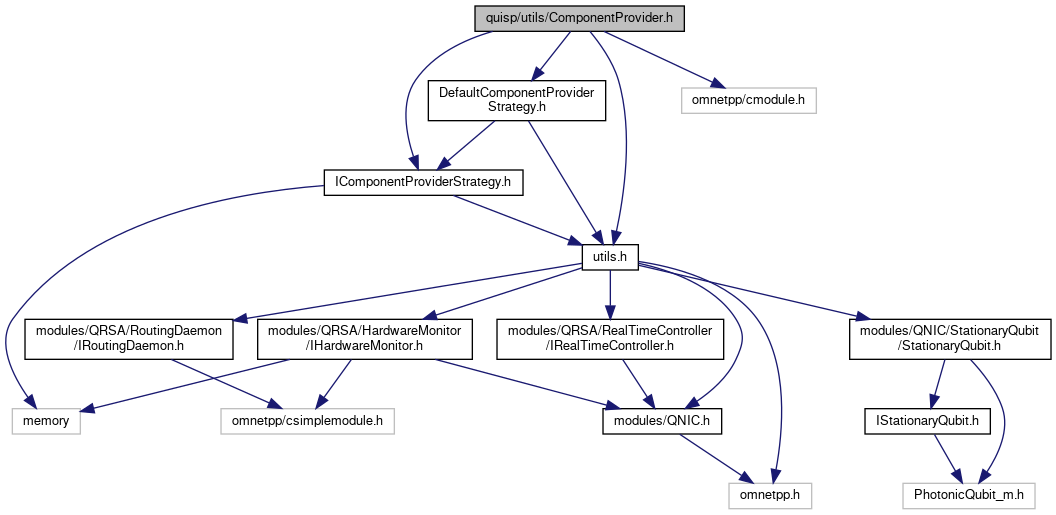 quisp/utils/ComponentProvider.h
DefaultComponentProvider
Strategy.h
omnetpp/cmodule.h
IComponentProviderStrategy.h
utils.h
modules/QRSA/RoutingDaemon
/IRoutingDaemon.h
modules/QRSA/HardwareMonitor
/IHardwareMonitor.h
modules/QRSA/RealTimeController
/IRealTimeController.h
modules/QNIC/StationaryQubit
/StationaryQubit.h
memory
omnetpp/csimplemodule.h
modules/QNIC.h
IStationaryQubit.h
omnetpp.h
PhotonicQubit_m.h